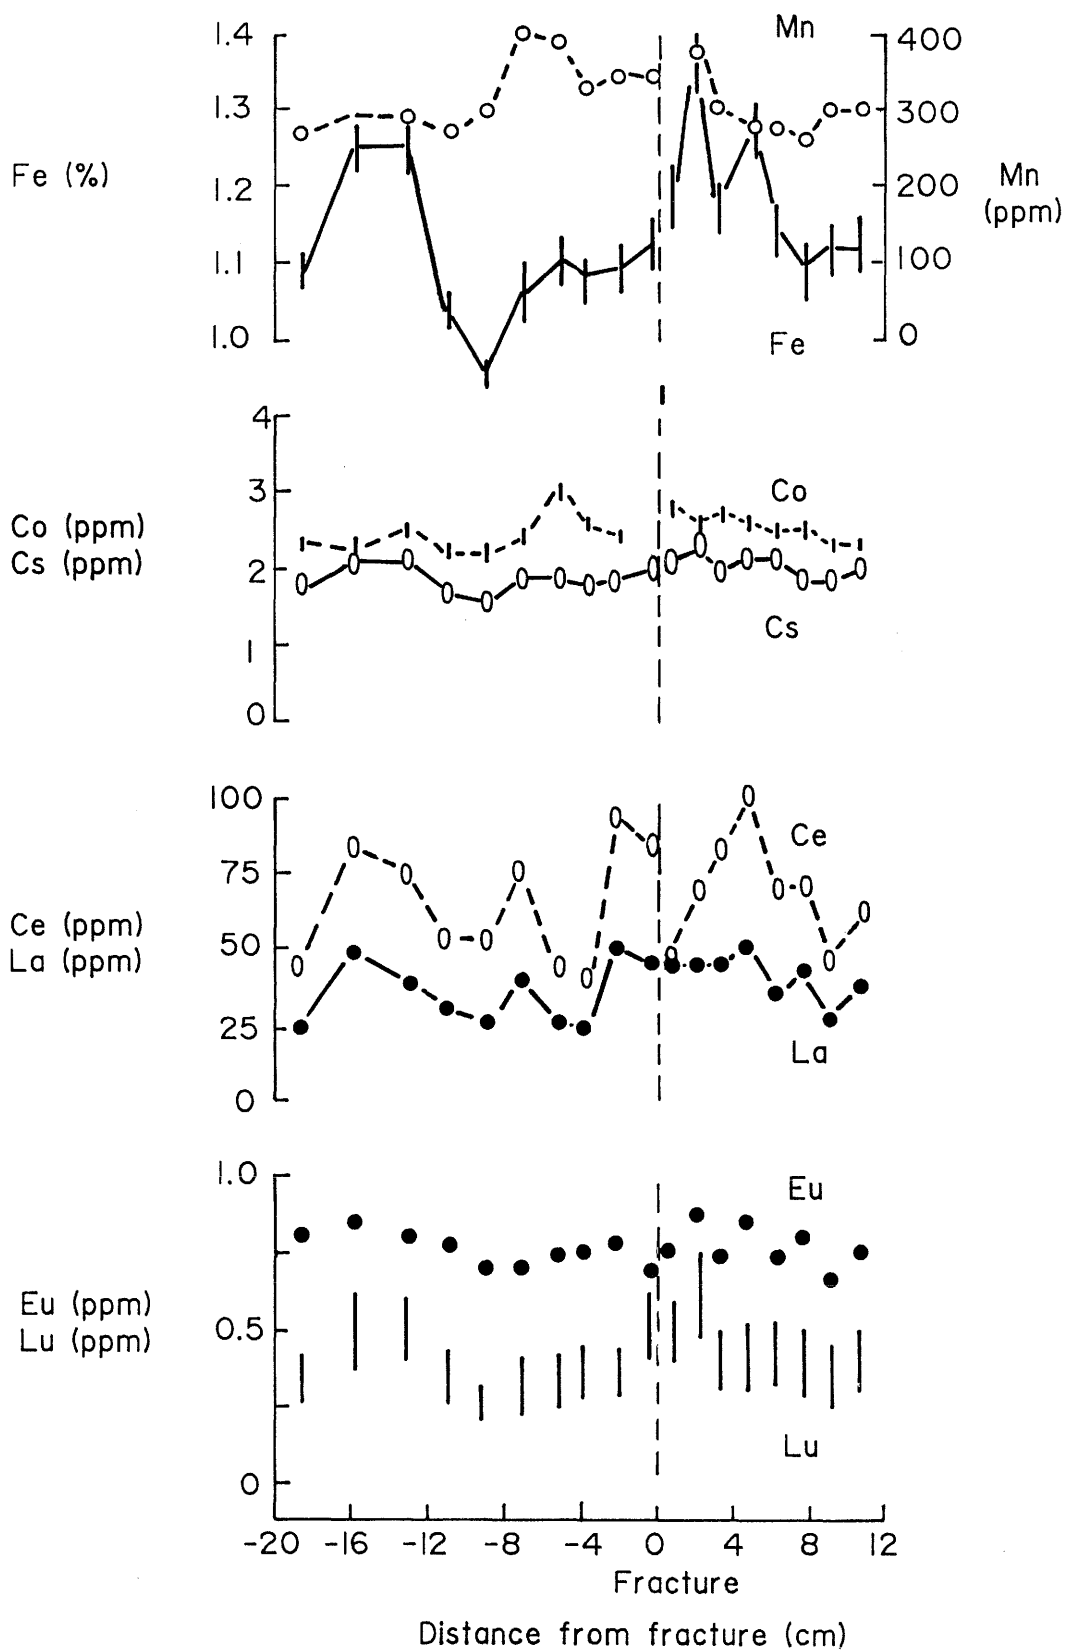 Mn
1.4
400
1.3
300
Fe (%)
1.2
200
Mn
(ppm)
1.1
100
1.0
0
Fe
4
3
Co
Co (ppm)
Cs (ppm)
2
Cs
1
0
100
Ce
75
Ce (ppm)
La (ppm)
50
25
La
0
1.0
Eu
Eu (ppm)
Lu (ppm)
0.5
Lu
0
-20 -16 -12 -8 -4 0 4 8 12
Fracture
Distance from fracture (cm)